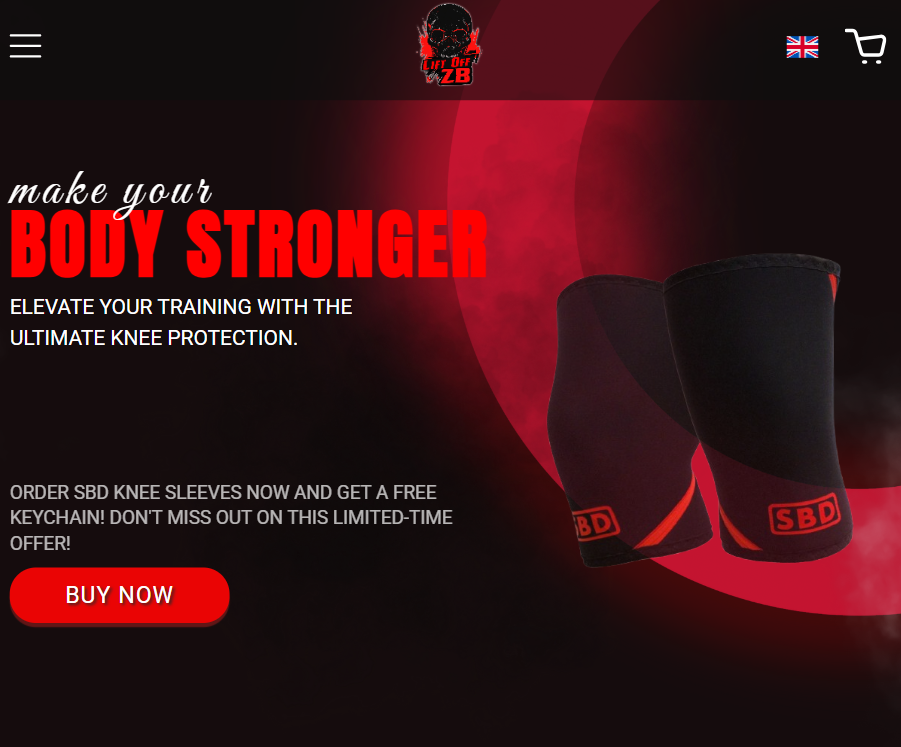 LIFT OFF
ZB
make your
BODY STRONGER
ELEVATE YOUR TRAINING WITH THE
ULTIMATE KNEE PROTECTION.
ORDER SBD KNEE SLEEVES NOW AND GET A FREE
KEYCHAIN! DON'T MISS OUT ON THIS LIMITED-TIME
OFFER!
BUY NOW
SBD
SBD